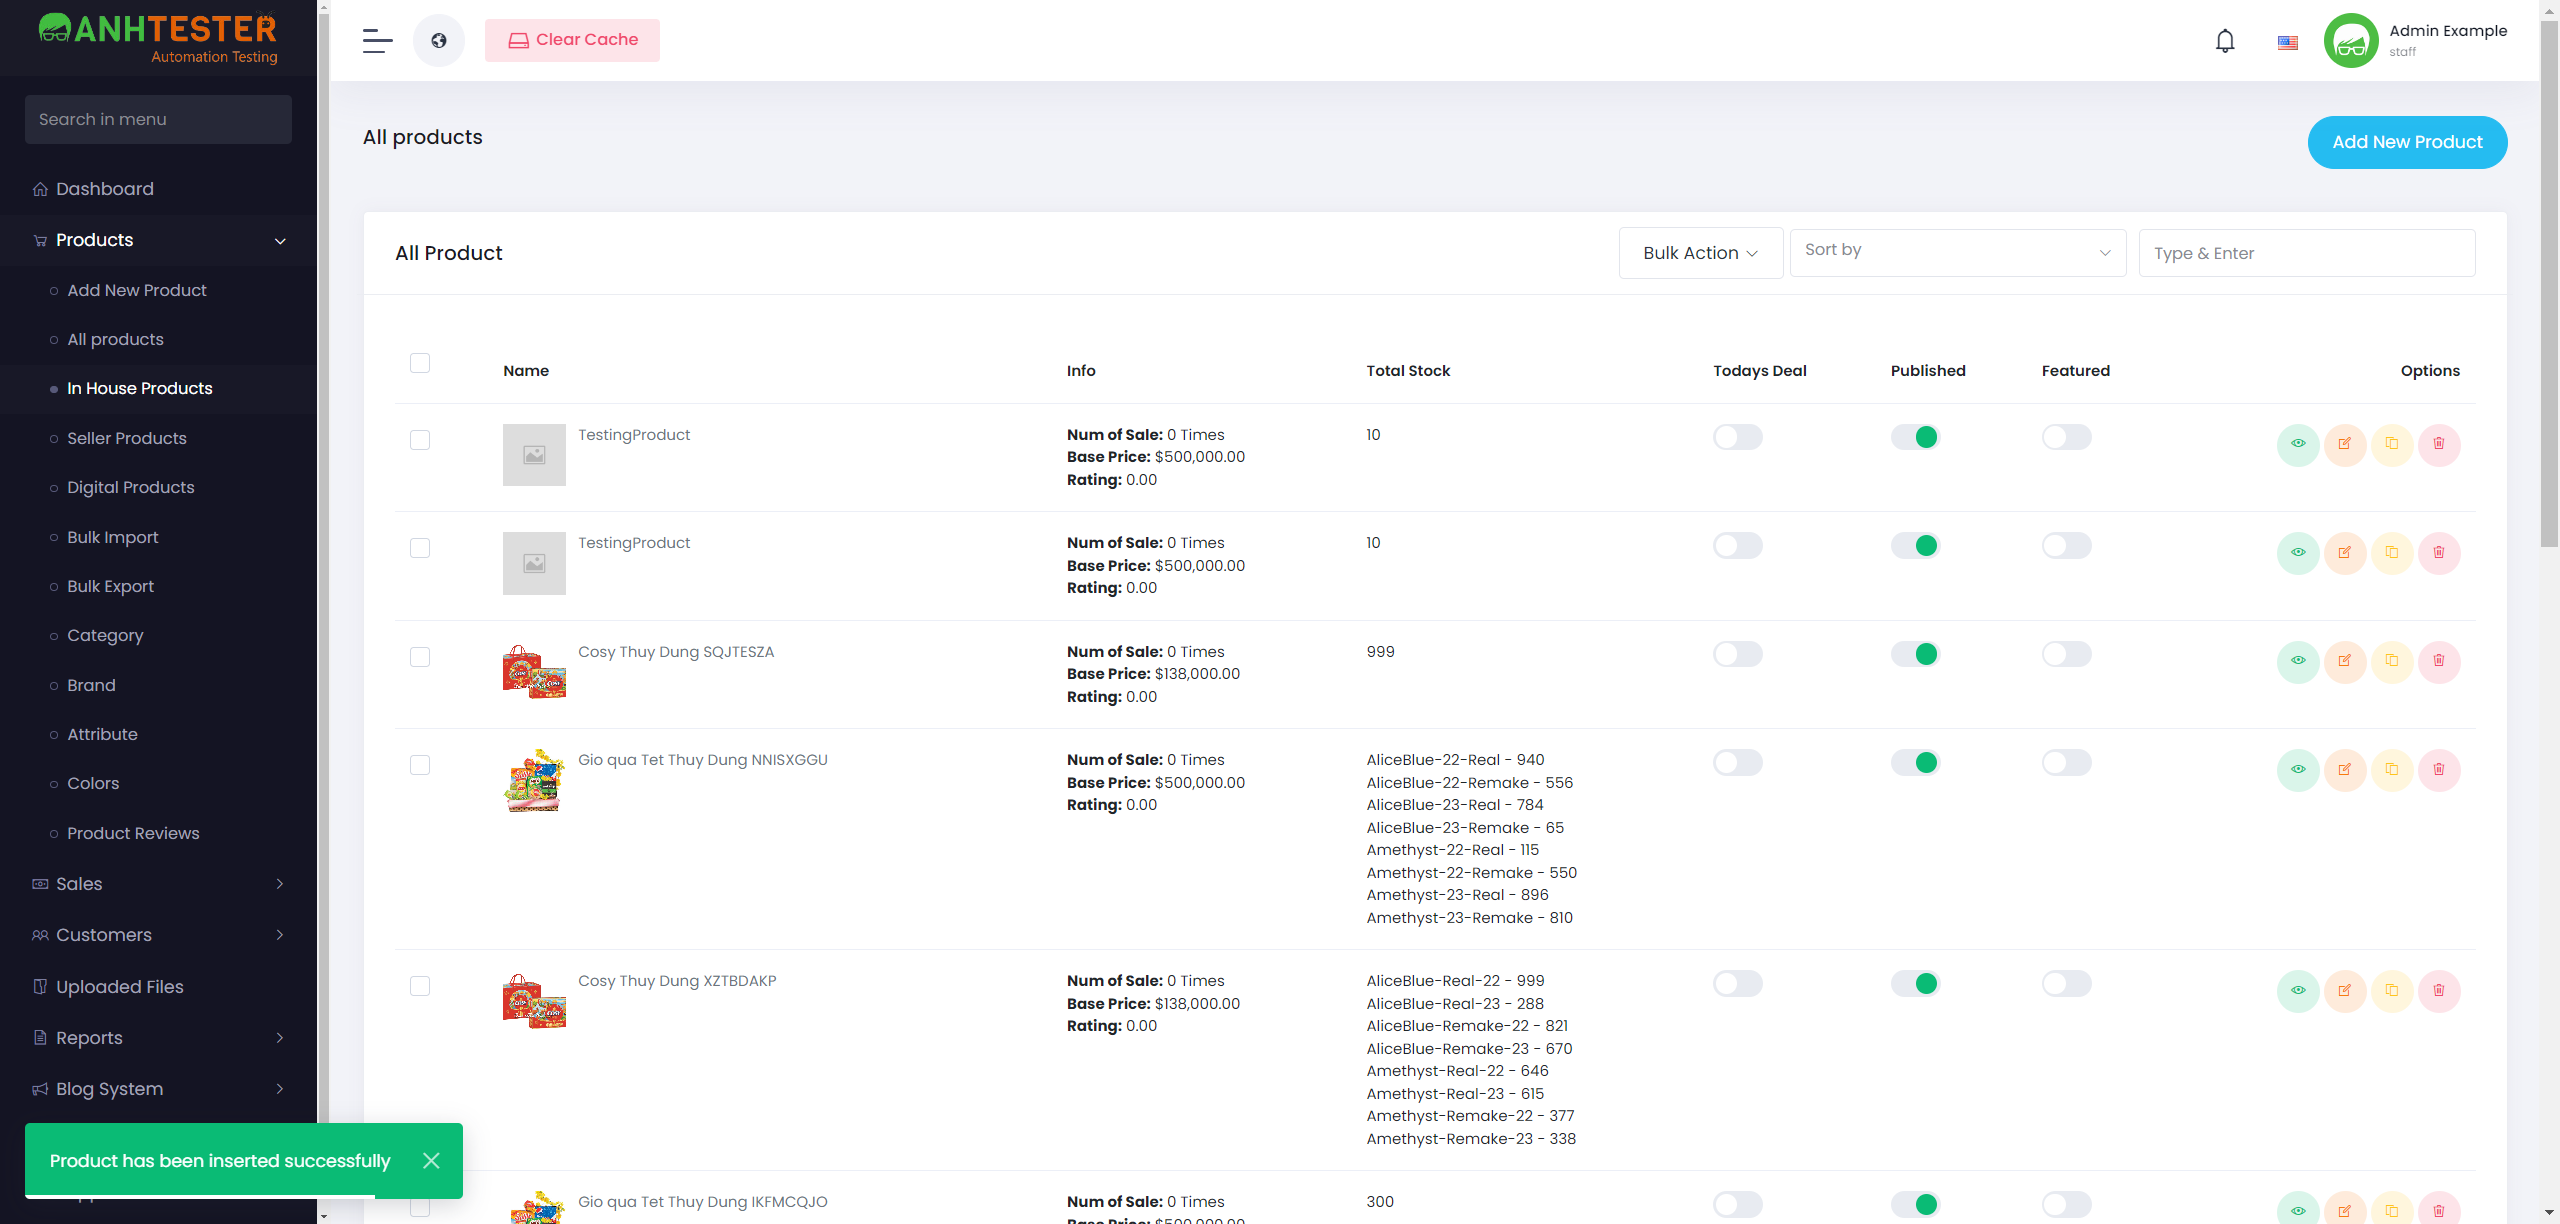 ANHTESTER
Automation Testing
Clear Cache
Admin Example
staff
Search in menu
Dashboard
Products
Add New Product
All products
In House Products
Seller Products
Digital Products
Bulk Import
Bulk Export
Category
Brand
Attribute
Colors
Product Reviews
Sales
Customers
Uploaded Files
Reports
Blog System
Product has been inserted successfully
All products
Add New Product
All Product
Bulk Action
Sort by
Type & Enter
Name Info Total Stock Todays Deal Published Featured Options
TestingProduct
Num of Sale: 0 Times
Base Price: $500,000.00
Rating: 0.00
10
TestingProduct
Num of Sale: 0 Times
Base Price: $500,000.00
Rating: 0.00
10
Cosy Thuy Dung SQJTESZA
Num of Sale: 0 Times
Base Price: $138,000.00
Rating: 0.00
999
Gio qua Tet Thuy Dung NNISXGGU
Num of Sale: 0 Times
Base Price: $500,000.00
Rating: 0.00
AliceBlue-22-Real - 940
AliceBlue-22-Remake - 556
AliceBlue-23-Real - 784
AliceBlue-23-Remake - 65
Amethyst-22-Real - 115
Amethyst-22-Remake - 550
Amethyst-23-Real - 896
Amethyst-23-Remake - 810
Cosy Thuy Dung XZTBDAKP
Num of Sale: 0 Times
Base Price: $138,000.00
Rating: 0.00
AliceBlue-Real-22 - 999
AliceBlue-Real-23 - 288
AliceBlue-Remake-22 - 821
AliceBlue-Remake-23 - 670
Amethyst-Real-22 - 646
Amethyst-Real-23 - 615
Amethyst-Remake-22 - 377
Amethyst-Remake-23 - 338
Gio qua Tet Thuy Dung IKFMCQJO
Num of Sale: 0 Times
Base Price: $500,000.00
300